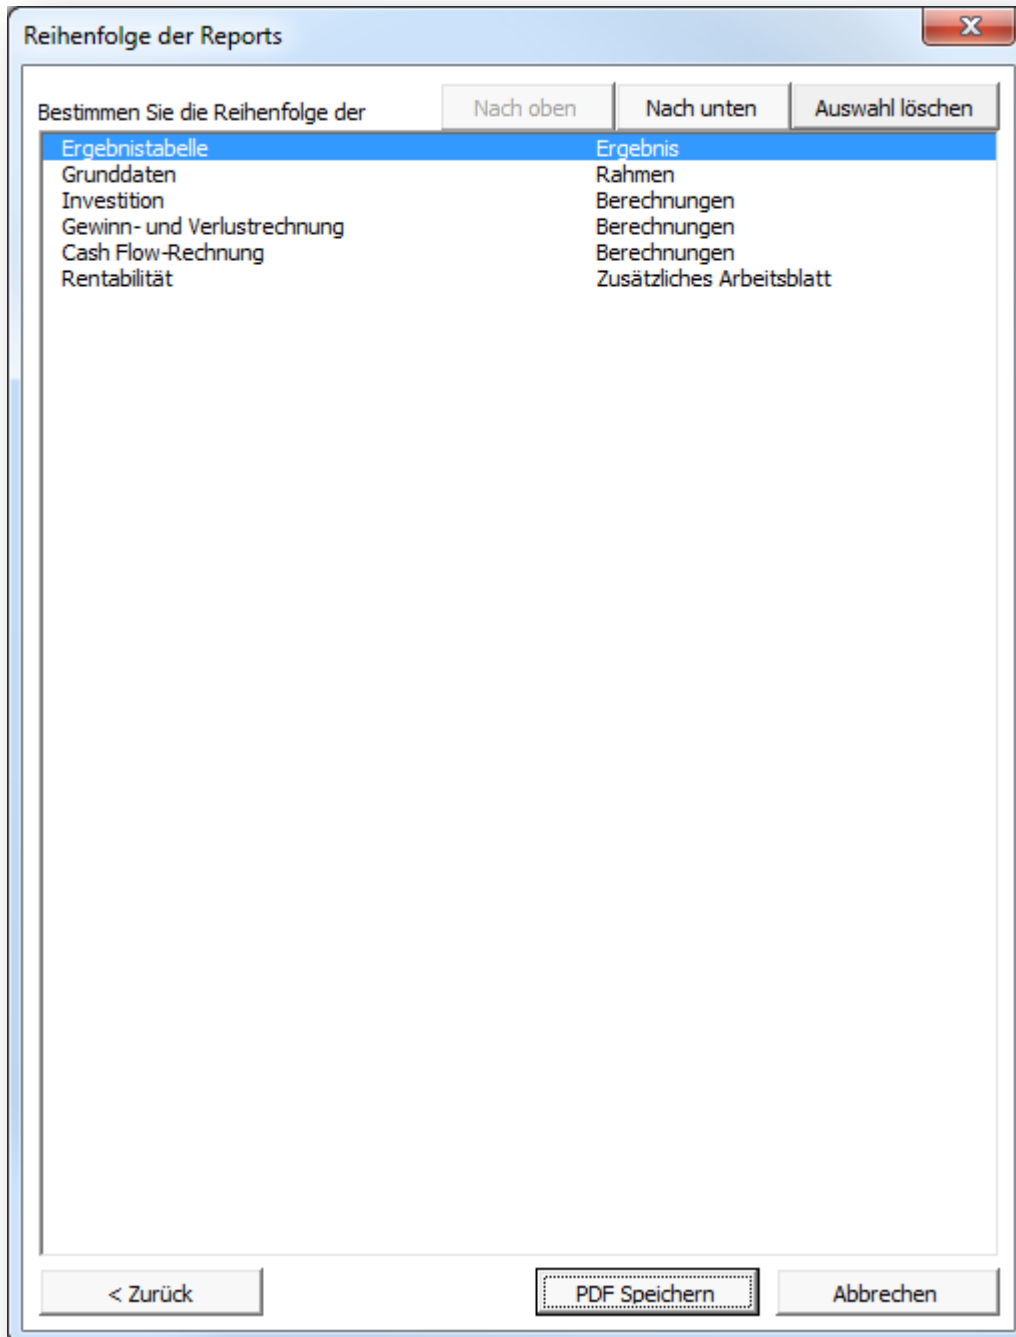 Reihenfolge der Reports
X
Bestimmen Sie die Reihenfolge der Nach oben Nach unten Auswahl löschen
Ergebnistabelle Ergebnis
Grunddaten Rahmen
Investition Berechnungen
Gewinn- und Verlustrechnung Berechnungen
Cash Flow-Rechnung Berechnungen
Rentabilität Zusätzliches Arbeitsblatt
< Zurück PDF Speichern Abbrechen